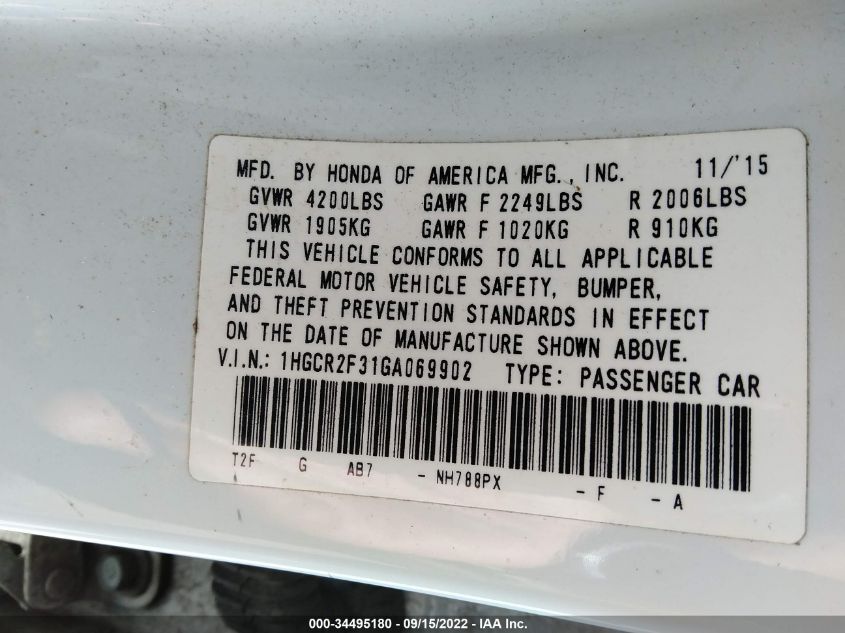 MFD. BY HONDA OF AMERICA MFG., INC. 11/'15
GVWR 4200LBS GAWR F 2249LBS R 2006LBS
GVWR 1905KG GAWR F 1020KG R 910KG
THIS VEHICLE CONFORMS TO ALL APPLICABLE
FEDERAL MOTOR VEHICLE SAFETY, BUMPER,
AND THEFT PREVENTION STANDARDS IN EFFECT
ON THE DATE OF MANUFACTURE SHOWN ABOVE.
V.I.N.: 1HGCR2F31GA069902 TYPE: PASSENGER CAR
T2F G AB7 - NH788PX - F - A
000-34495180 - 09/15/2022 - IAA Inc.